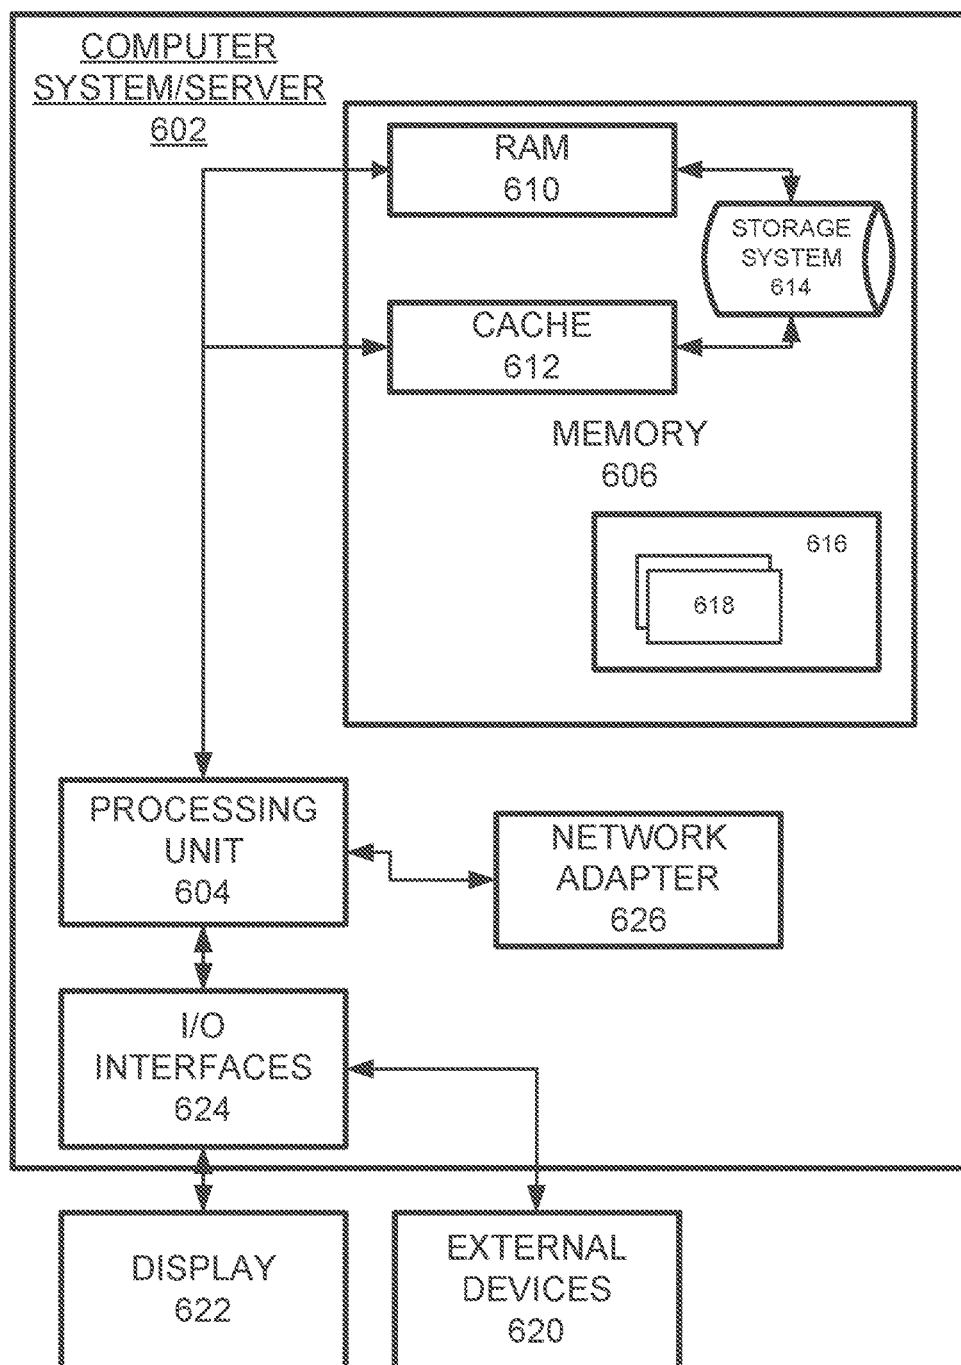 COMPUTER
SYSTEM/SERVER
602
RAM
610
STORAGE
SYSTEM
614
CACHE
612
MEMORY
606
616
618
PROCESSING
UNIT
604
NETWORK
ADAPTER
626
I/O
INTERFACES
624
DISPLAY
622
EXTERNAL
DEVICES
620